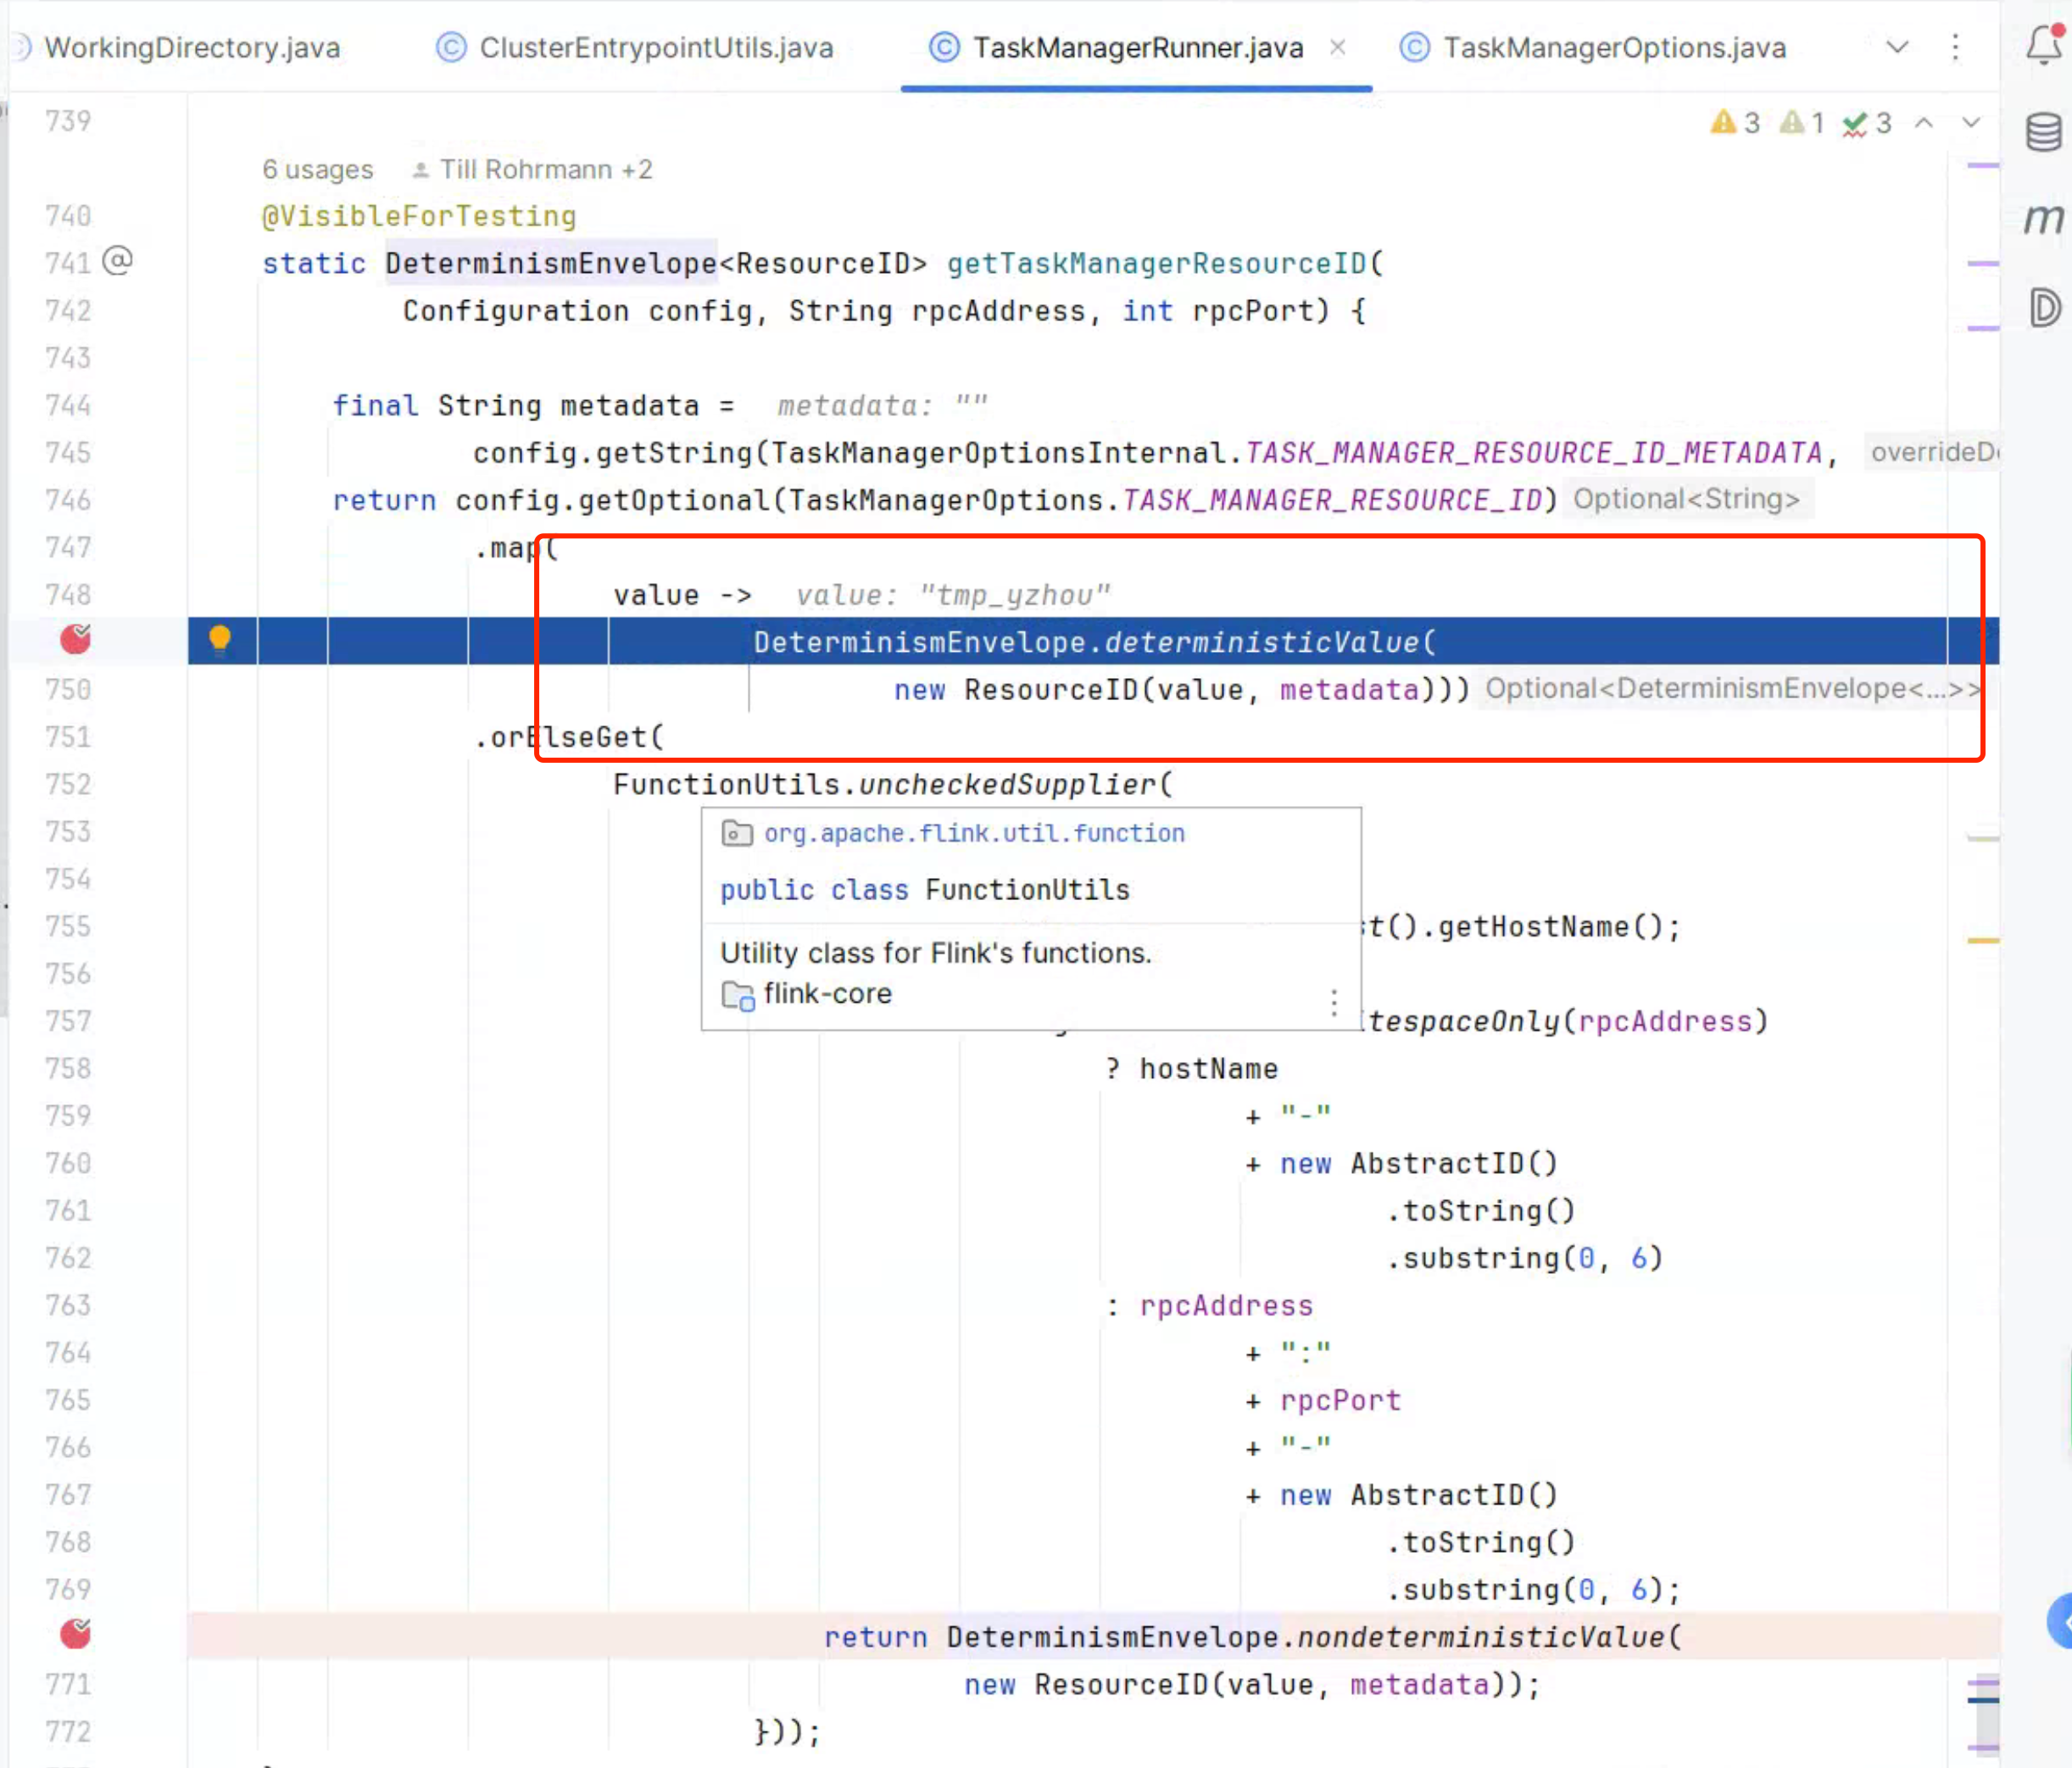 WorkingDirectory.java ClusterEntrypointUtils.java TaskManagerRunner.java TaskManagerOptions.java
739 3 1 3
6 usages Till Rohrmann +2
740 @VisibleForTesting
741 static DeterminismEnvelope<ResourceID> getTaskManagerResourceID(
742 Configuration config, String rpcAddress, int rpcPort) {
743
744 final String metadata = metadata: ""
745 config.getString(TaskManagerOptionsInternal.TASK_MANAGER_RESOURCE_ID_METADATA,
746 return config.getOptional(TaskManagerOptions.TASK_MANAGER_RESOURCE_ID) Optional<String>
747 .map(
748 value -> value: "tmp_yzhou"
DeterminismEnvelope.deterministicValue(
750 new ResourceID(value, metadata))) Optional<DeterminismEnvelope<...>>
751 .orElseGet(
752 FunctionUtils.uncheckedSupplier(
753 org.apache.flink.util.function
754 public class FunctionUtils
755 t().getHostName();
Utility class for Flink's functions.
756
flink-core
757 tespaceOnly(rpcAddress)
758 ? hostName
759 + "-"
760 + new AbstractID()
761 .toString()
762 .substring(0, 6)
763 : rpcAddress
764 + ":"
765 + rpcPort
766 + "-"
767 + new AbstractID()
768 .toString()
769 .substring(0, 6);
return DeterminismEnvelope.nondeterministicValue(
771 new ResourceID(value, metadata));
772 }));